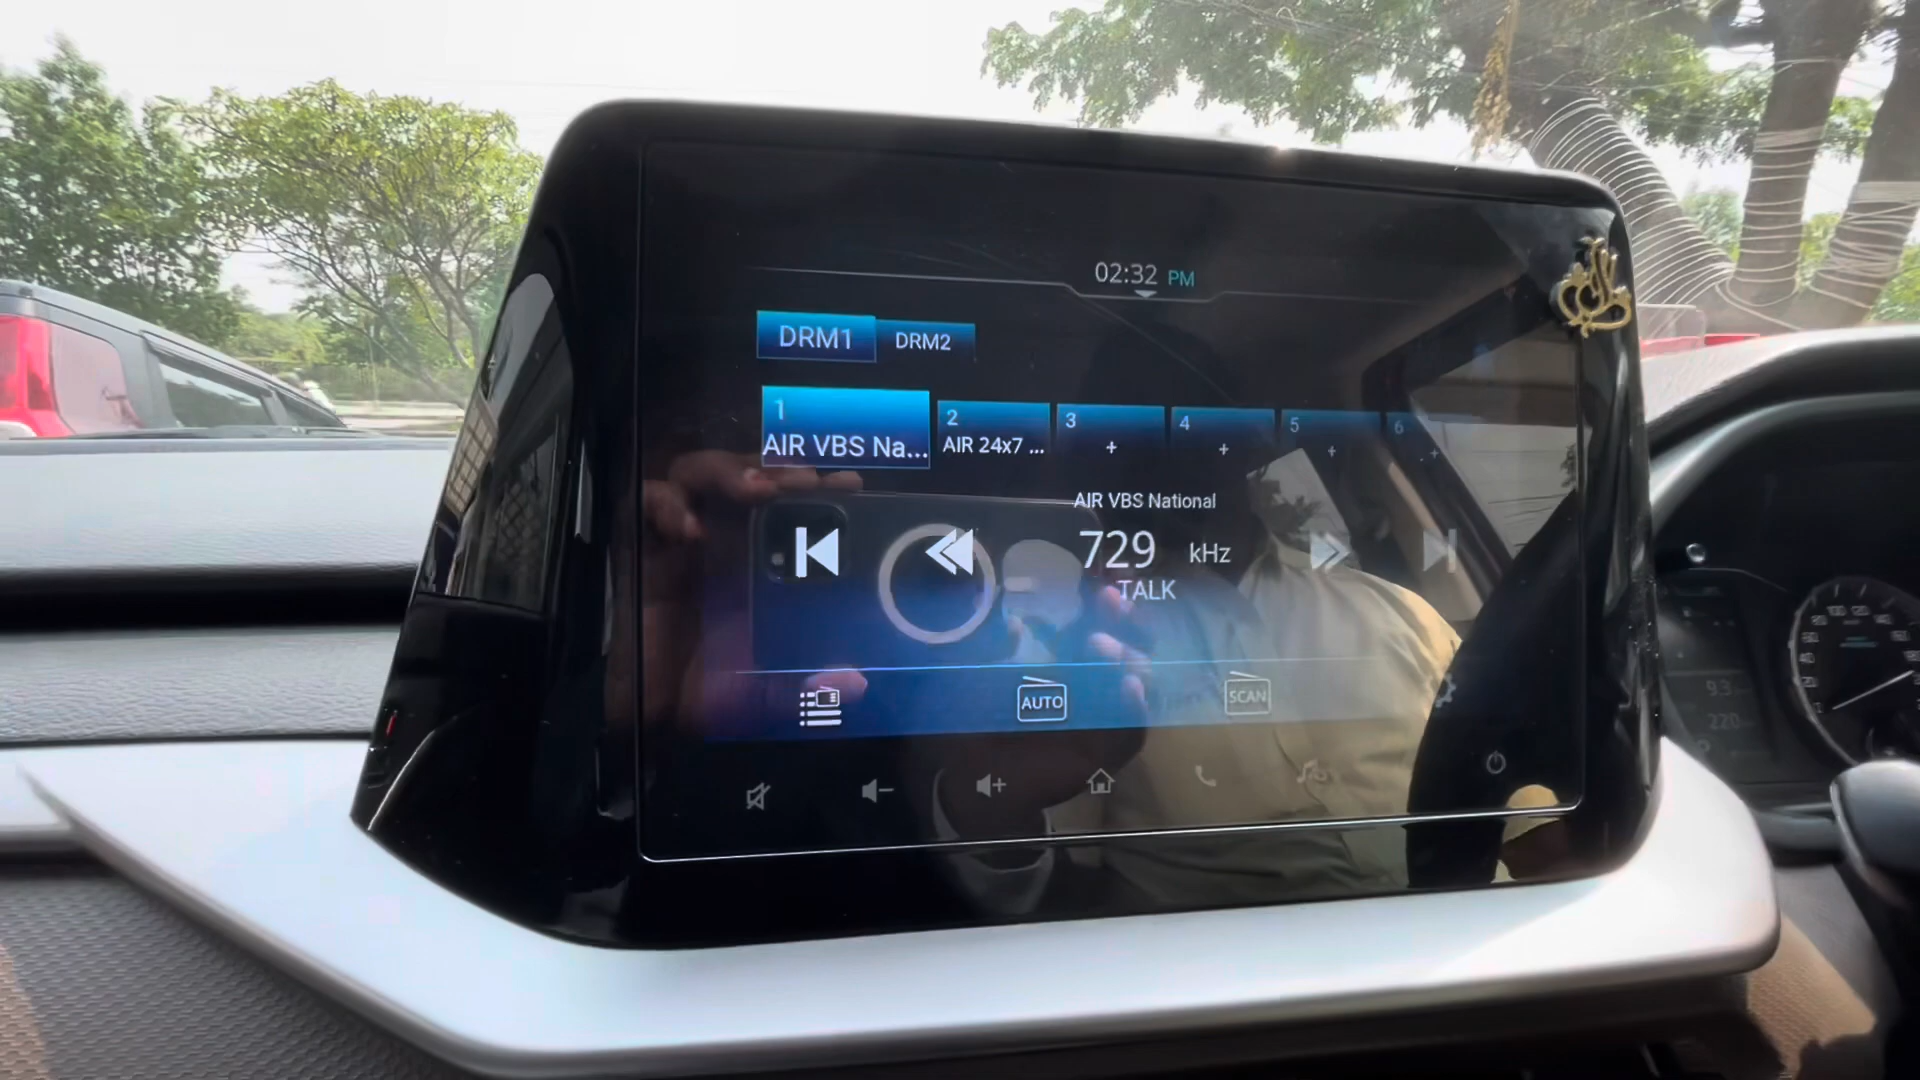 02:32 PM
DRM1 DRM2
1 2 3 4 5 6
AIR VBS Na... AIR 24x7 ... + + + +
AIR VBS National
729 kHz
TALK
AUTO SCAN